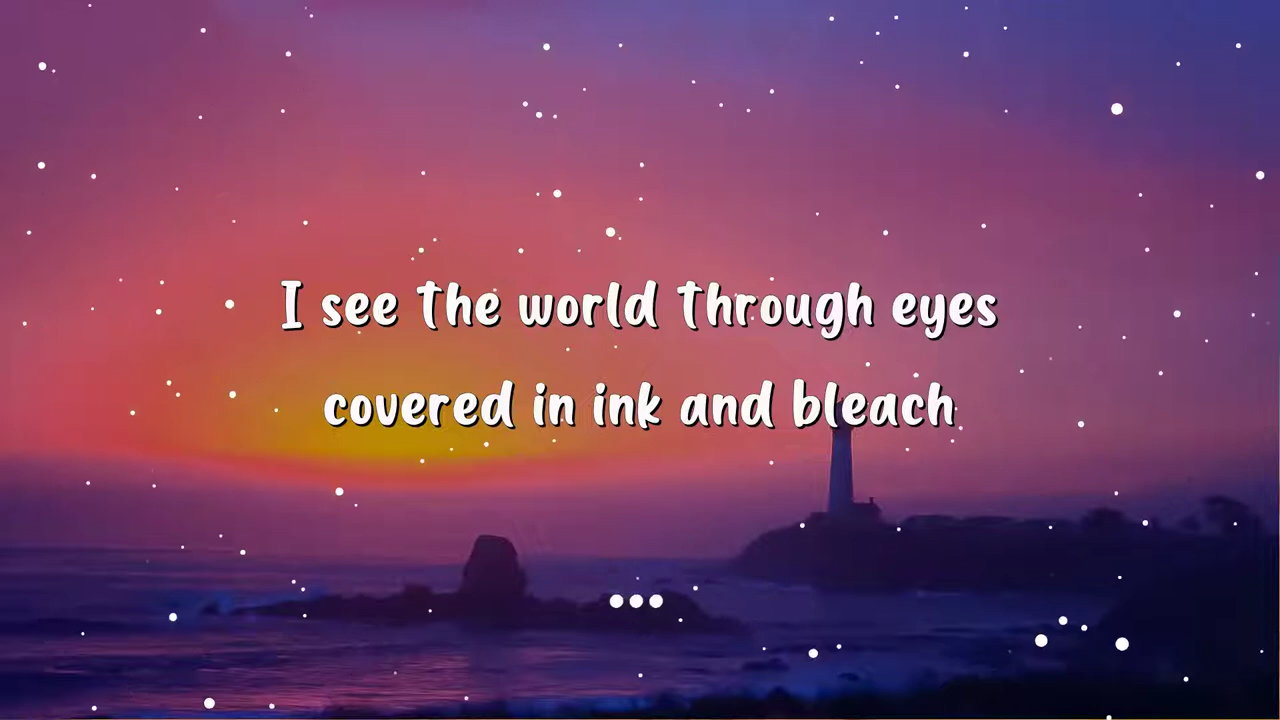 I see the world through eyes
covered in ink and bleach